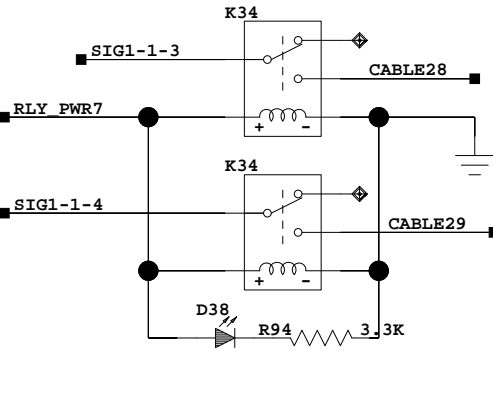 K34
SIG1-1-3
CABLE28
RLY_PWR7
+ −
K34
SIG1-1-4
CABLE29
+ −
D38
R94 3.3K